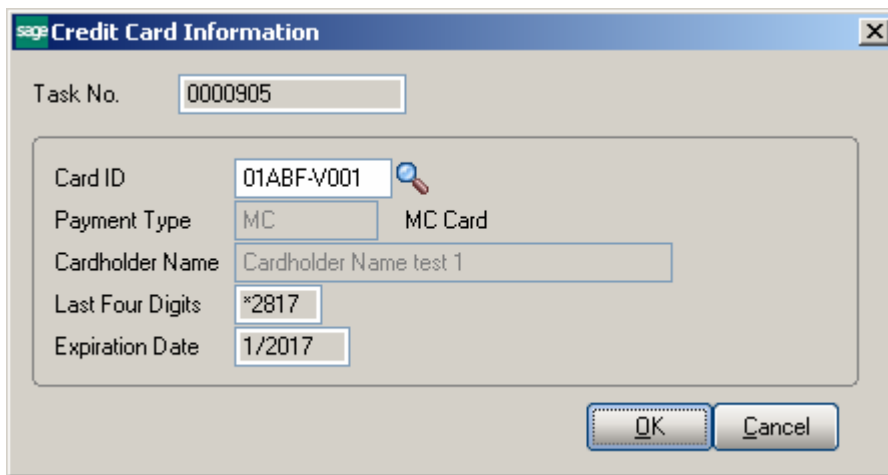 sage Credit Card Information
Task No. 0000905
Card ID 01ABF-V001
Payment Type MC MC Card
Cardholder Name Cardholder Name test 1
Last Four Digits *2817
Expiration Date 1/2017
OK Cancel